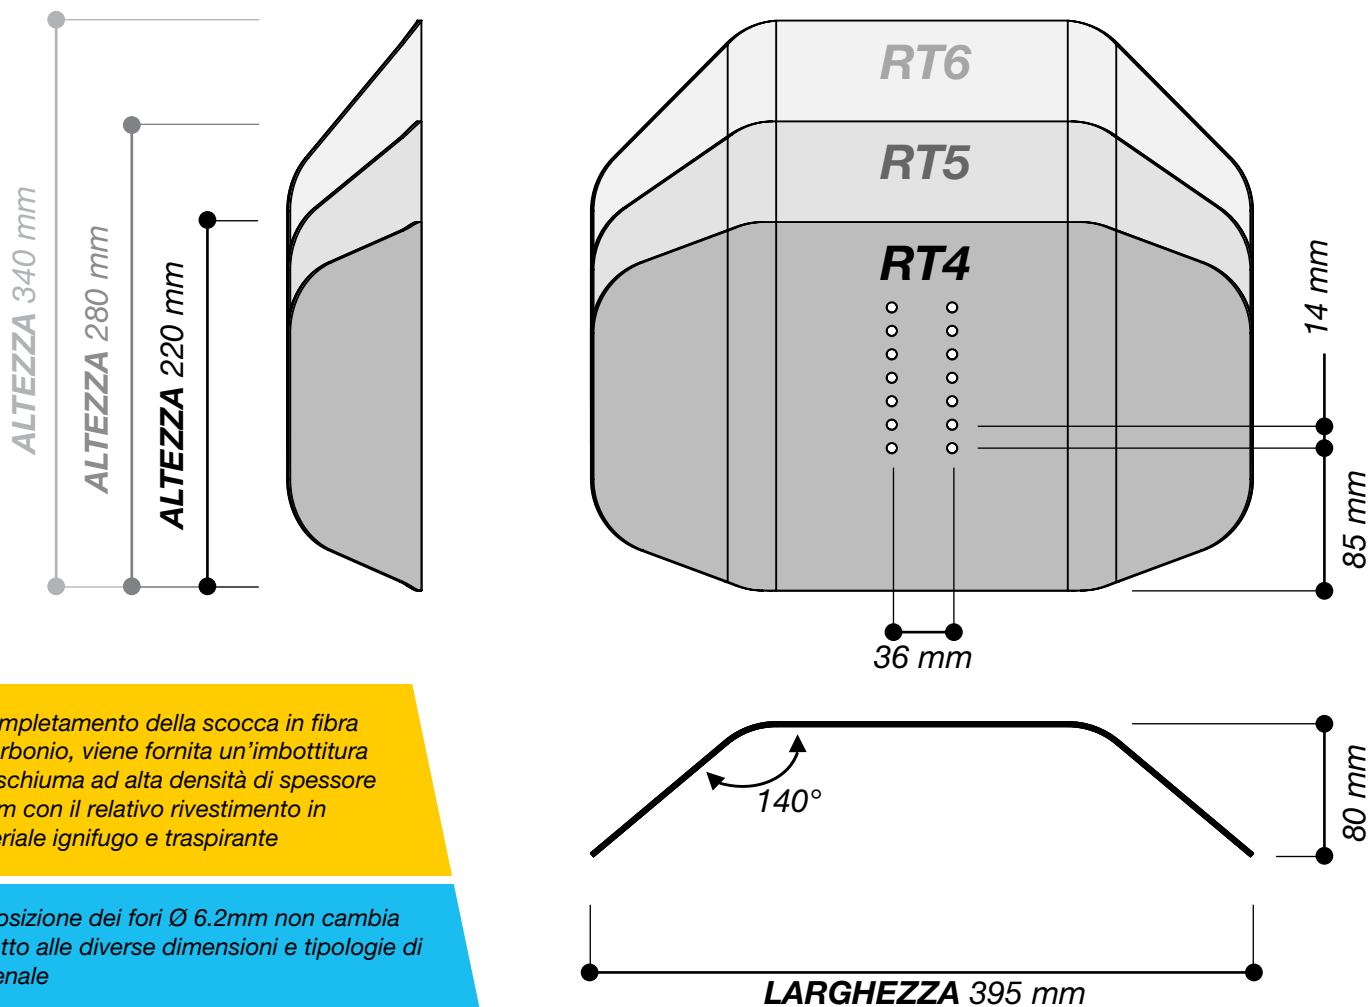 RT6
RT5
RT4
ALTEZZA 340 mm
ALTEZZA 280 mm
ALTEZZA 220 mm
14 mm
85 mm
36 mm
140°
80 mm
LARGHEZZA 395 mm
mpletamento della scocca in fibra
rbonio, viene fornita un’imbottitura
schiuma ad alta densità di spessore
m con il relativo rivestimento in
riale ignifugo e traspirante
osizione dei fori Ø 6.2mm non cambia
tto alle diverse dimensioni e tipologie di
enale